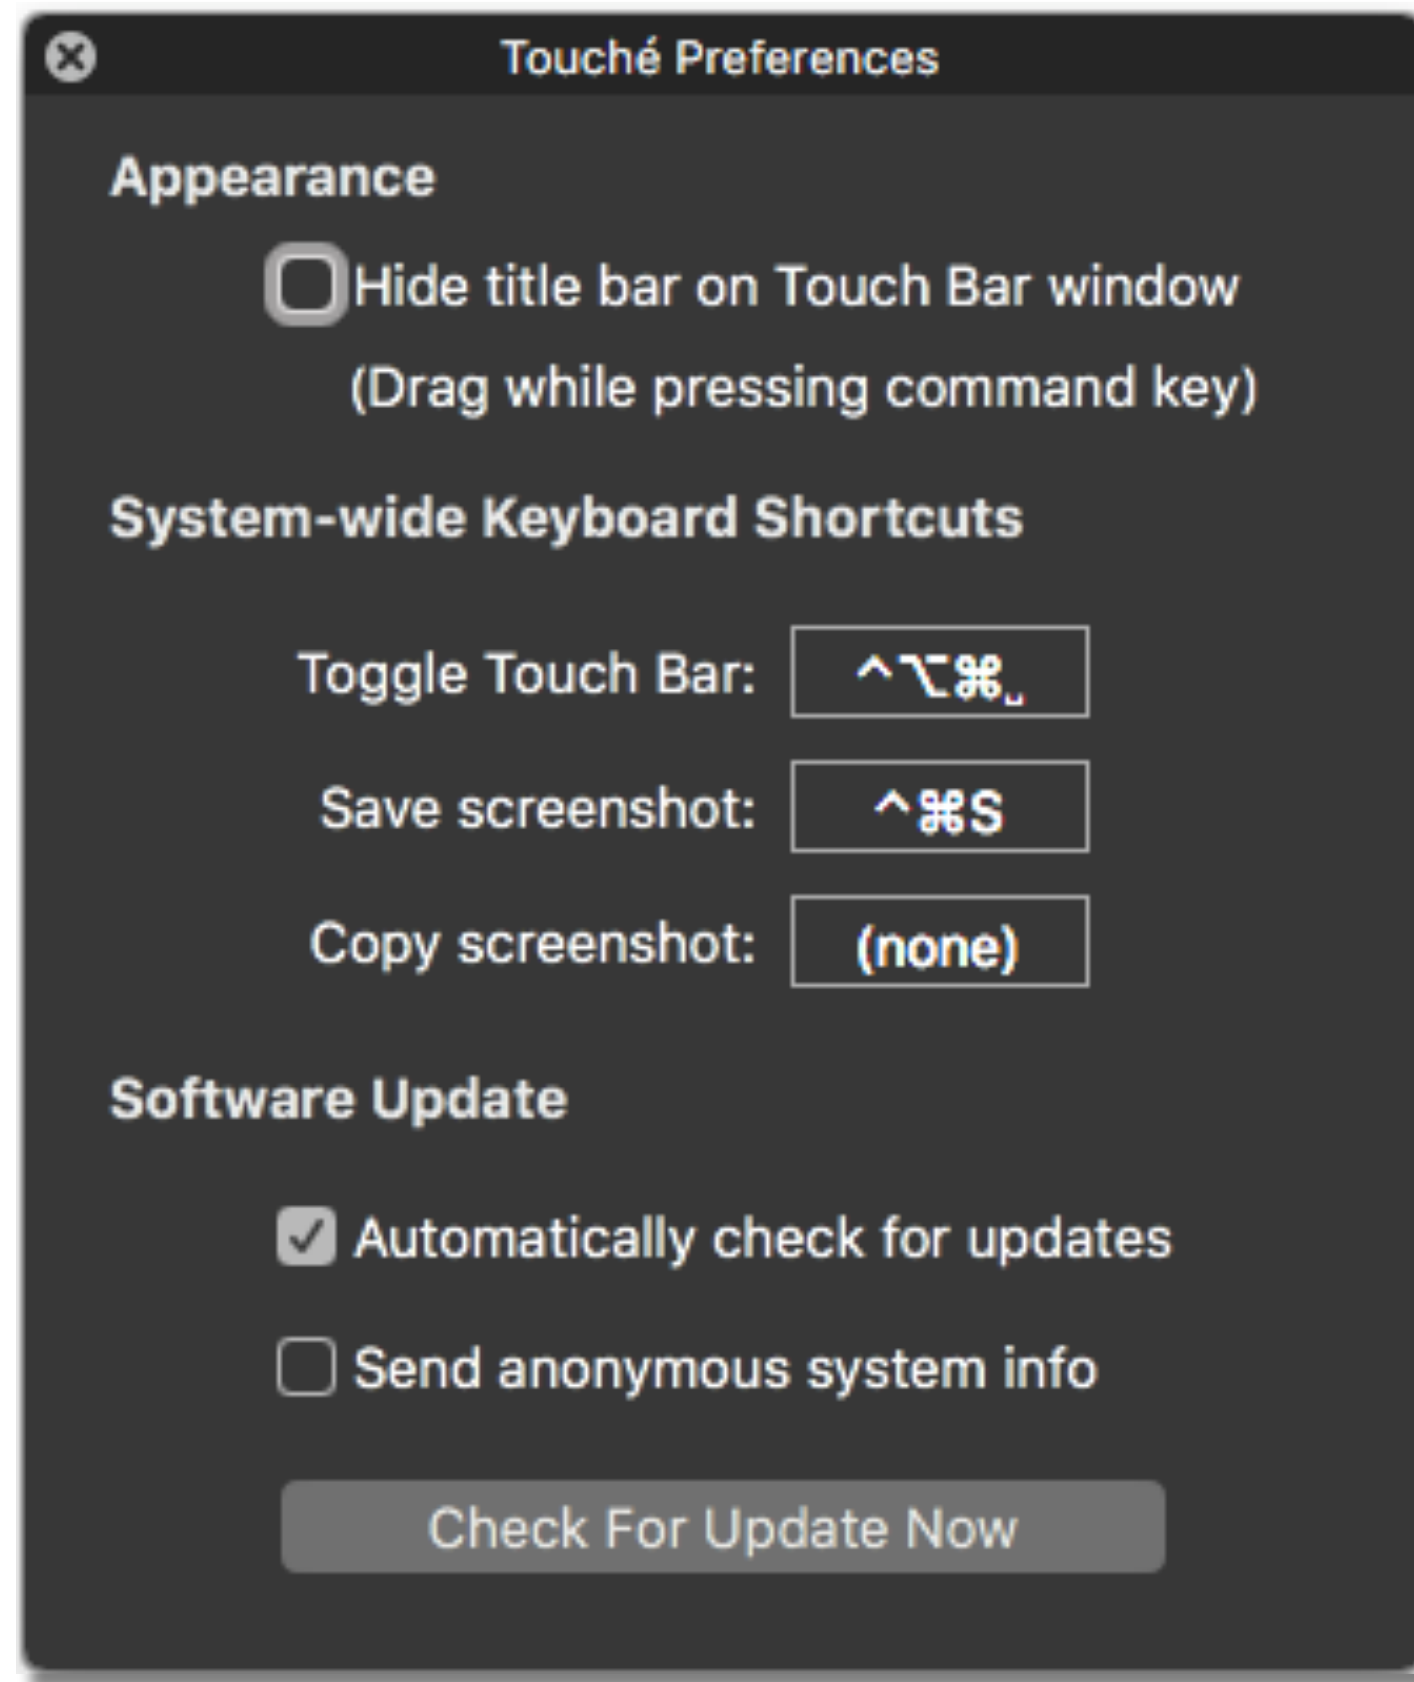 Touché Preferences
Appearance
Hide title bar on Touch Bar window
(Drag while pressing command key)
System-wide Keyboard Shortcuts
Toggle Touch Bar: ^⌥⌘␣
Save screenshot: ^⌘S
Copy screenshot: (none)
Software Update
Automatically check for updates
Send anonymous system info
Check For Update Now